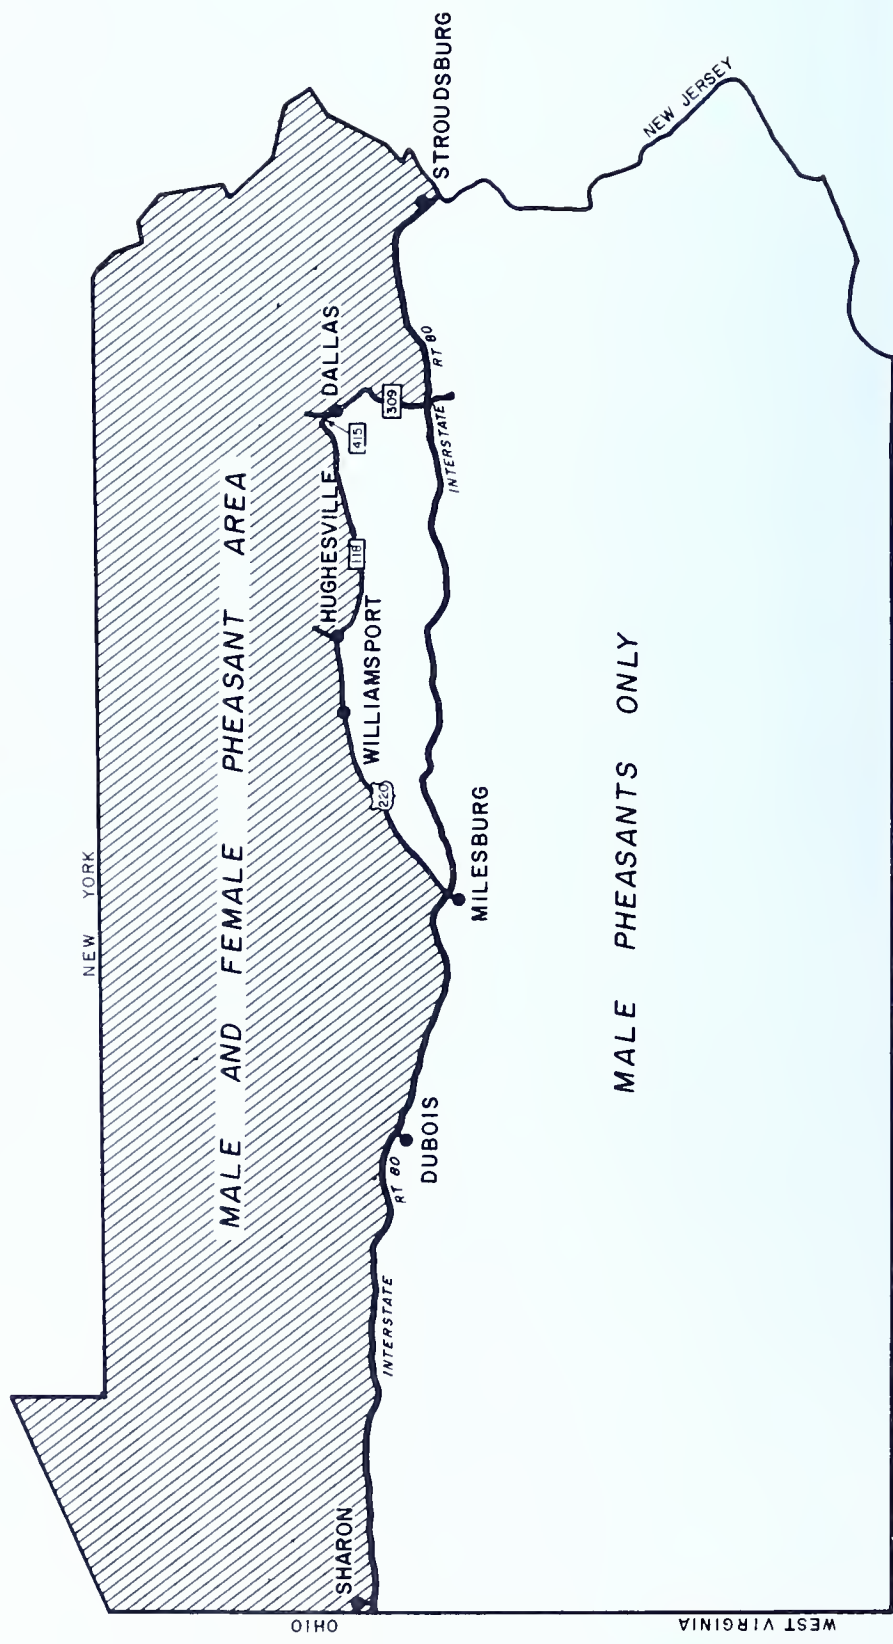 NEW YORK
MALE AND FEMALE PHEASANT AREA
SHARON
OHIO
INTERSTATE
RT 80
DUBOIS
MILESBURG
220
WILLIAMSPORT
HUGHESVILLE
118
415
DALLAS
309
INTERSTATE
RT 80
STROUDSBURG
MALE PHEASANTS ONLY
NEW JERSEY
WEST VIRGINIA